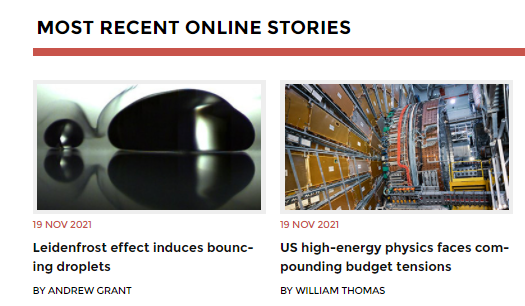 MOST RECENT ONLINE STORIES
19 NOV 2021
Leidenfrost effect induces bounc-
ing droplets
BY ANDREW GRANT
19 NOV 2021
US high-energy physics faces com-
pounding budget tensions
BY WILLIAM THOMAS